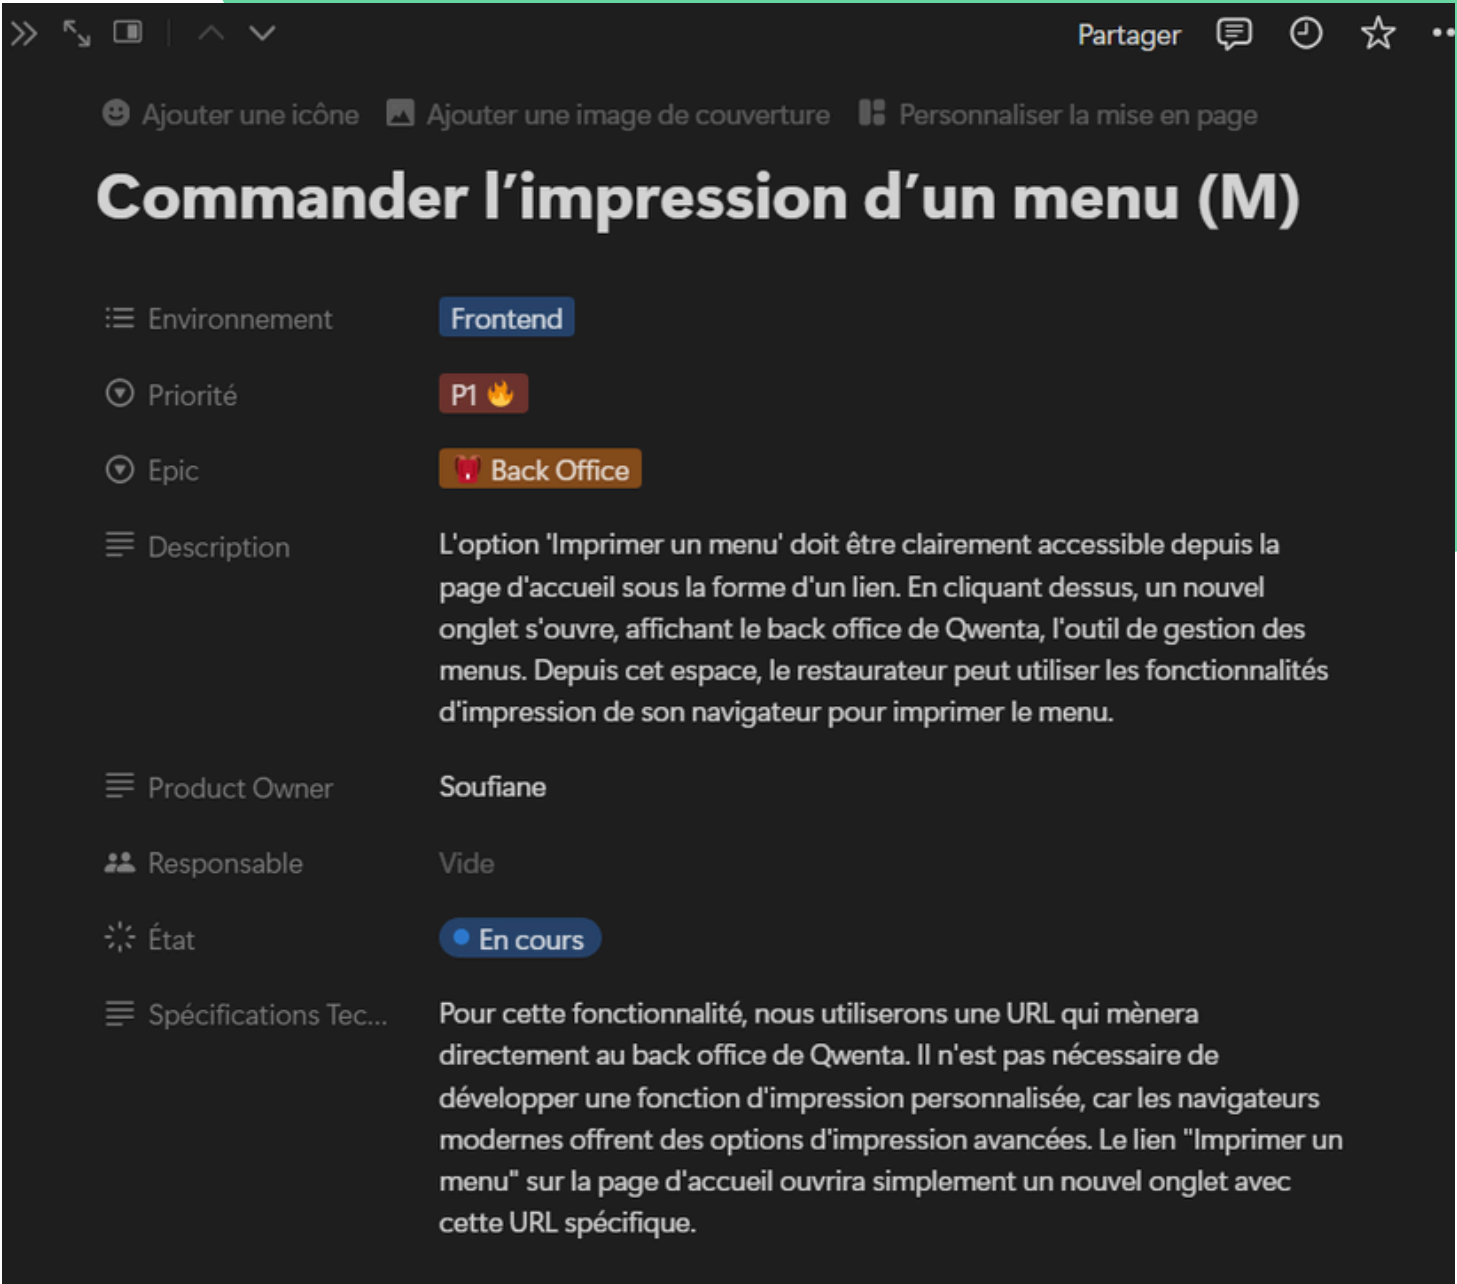 Partager
Ajouter une icône Ajouter une image de couverture Personnaliser la mise en page
Commander l’impression d’un menu (M)
Environnement Frontend
Priorité P1 🔥
Epic 🎒 Back Office
Description L'option 'Imprimer un menu' doit être clairement accessible depuis la
page d'accueil sous la forme d'un lien. En cliquant dessus, un nouvel
onglet s'ouvre, affichant le back office de Qwenta, l'outil de gestion des
menus. Depuis cet espace, le restaurateur peut utiliser les fonctionnalités
d'impression de son navigateur pour imprimer le menu.
Product Owner Soufiane
Responsable Vide
État En cours
Spécifications Tec... Pour cette fonctionnalité, nous utiliserons une URL qui mènera
directement au back office de Qwenta. Il n'est pas nécessaire de
développer une fonction d'impression personnalisée, car les navigateurs
modernes offrent des options d'impression avancées. Le lien "Imprimer un
menu" sur la page d'accueil ouvrira simplement un nouvel onglet avec
cette URL spécifique.